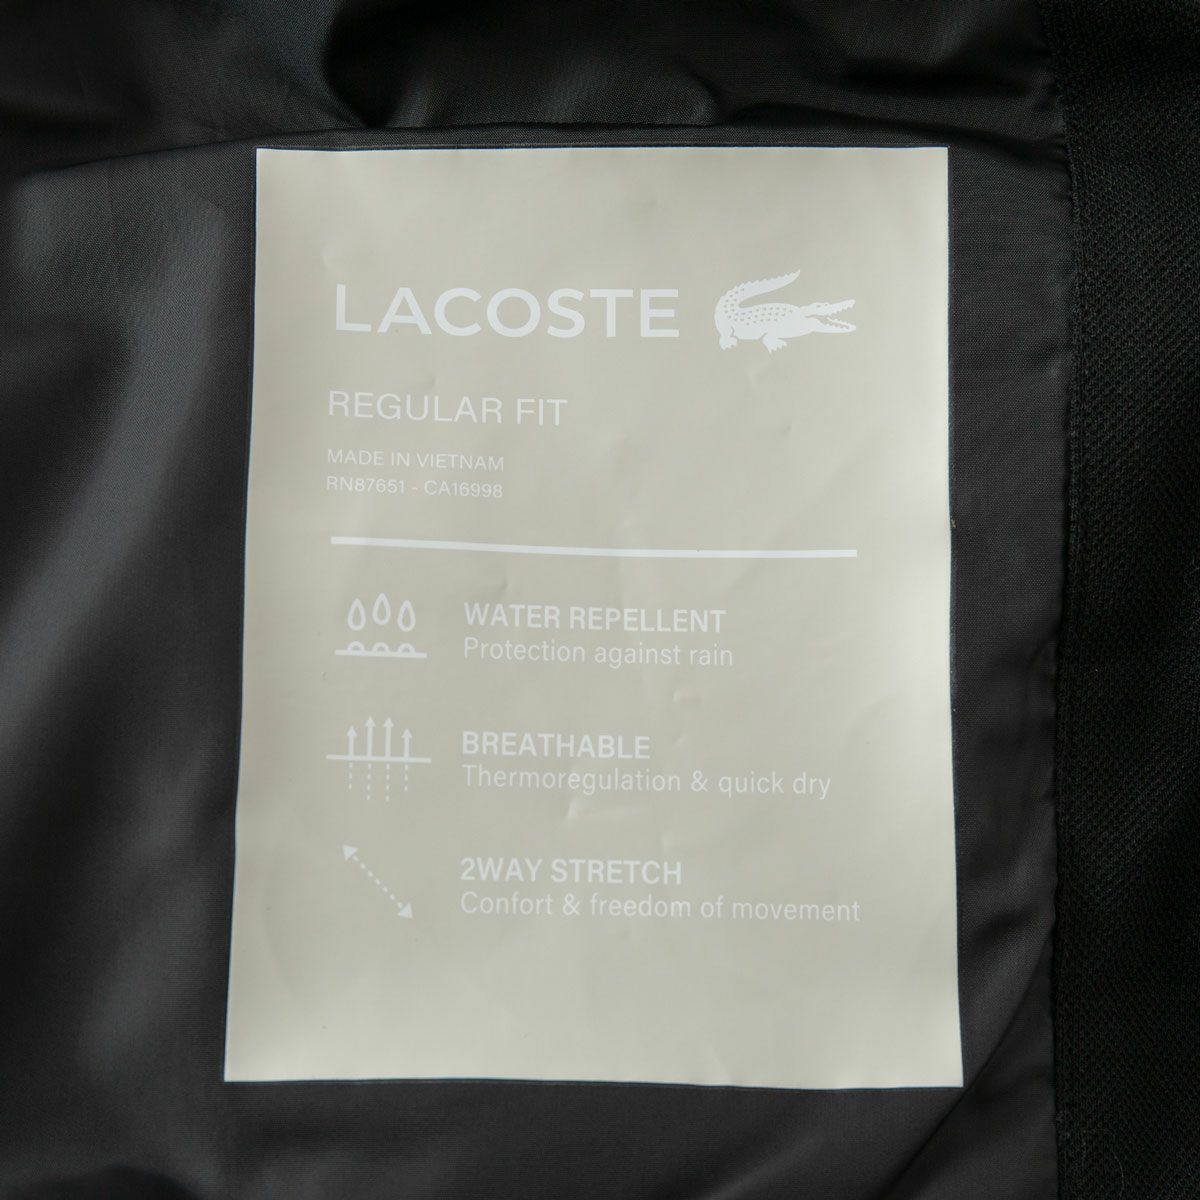 LACOSTE
REGULAR FIT
MADE IN VIETNAM
RN87651 - CA16998
WATER REPELLENT
Protection against rain
BREATHABLE
Thermoregulation & quick dry
2WAY STRETCH
Confort & freedom of movement